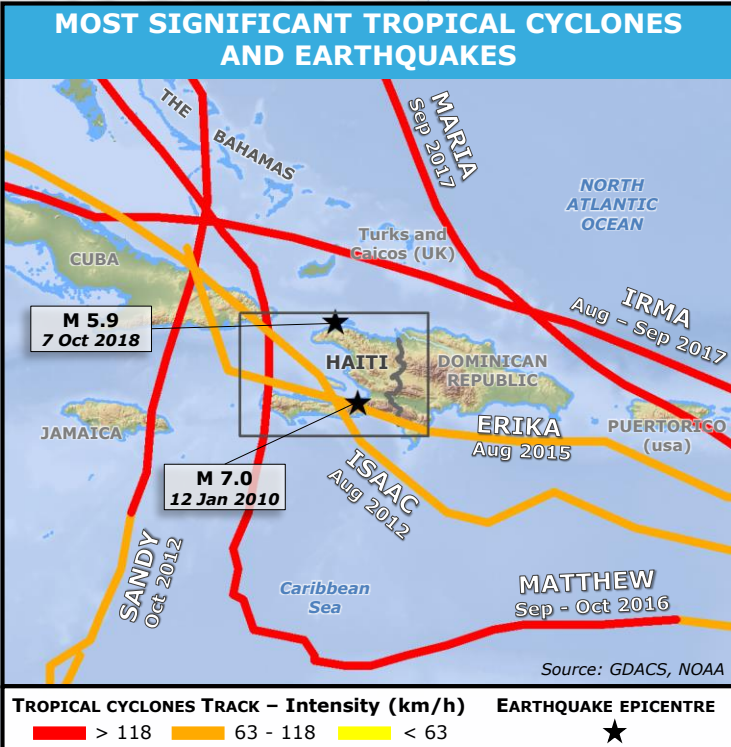 MOST SIGNIFICANT TROPICAL CYCLONES
AND EARTHQUAKES
THE BAHAMAS
MARIA
Sep 2017
NORTH
ATLANTIC
OCEAN
Turks and
Caicos (UK)
CUBA
IRMA
Aug – Sep 2017
M 5.9
7 Oct 2018
HAITI
DOMINICAN
REPUBLIC
JAMAICA
ERIKA
Aug 2015
PUERTORICO
(usa)
M 7.0
12 Jan 2010
ISAAC
Aug 2012
SANDY
Oct 2012
Caribbean
Sea
MATTHEW
Sep - Oct 2016
Source: GDACS, NOAA
TROPICAL CYCLONES TRACK – Intensity (km/h)
> 118
63 - 118
< 63
EARTHQUAKE EPICENTRE